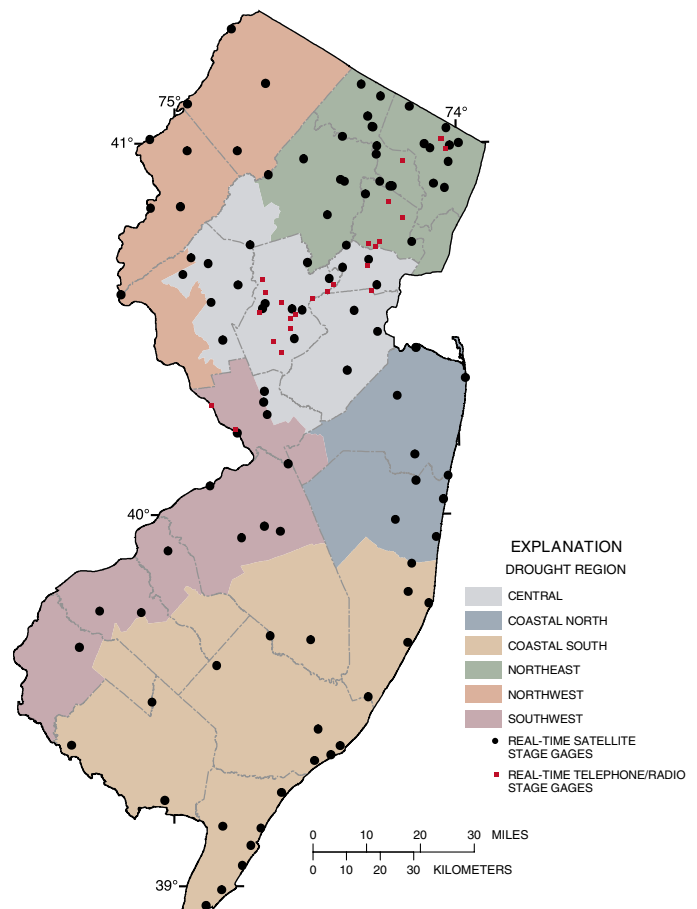 75°
74°
41°
40°
EXPLANATION
DROUGHT REGION
CENTRAL
COASTAL NORTH
COASTAL SOUTH
NORTHEAST
NORTHWEST
SOUTHWEST
REAL-TIME SATELLITE
STAGE GAGES
REAL-TIME TELEPHONE/RADIO
STAGE GAGES
0 10 20 30 MILES
0 10 20 30 KILOMETERS
39°